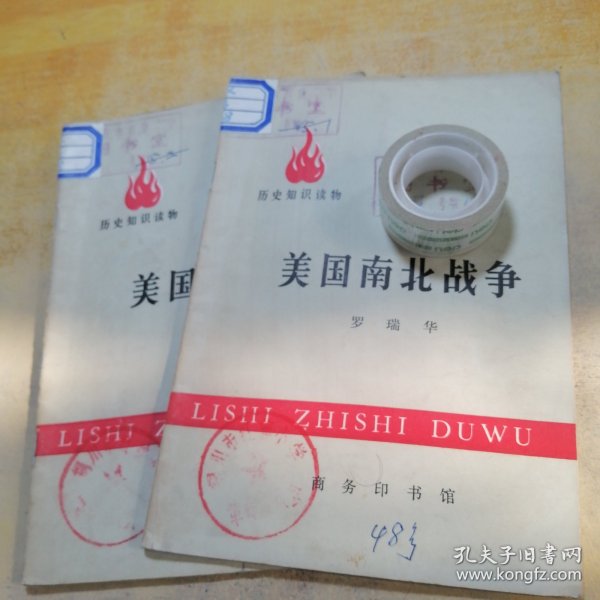 历史知识读物
美国
LISHI Z
历史知识读物
美国南北战争
罗瑞华
LISHI ZHISHI DUWU
商务印书馆
48
孔夫子旧书网
www.kongfz.com